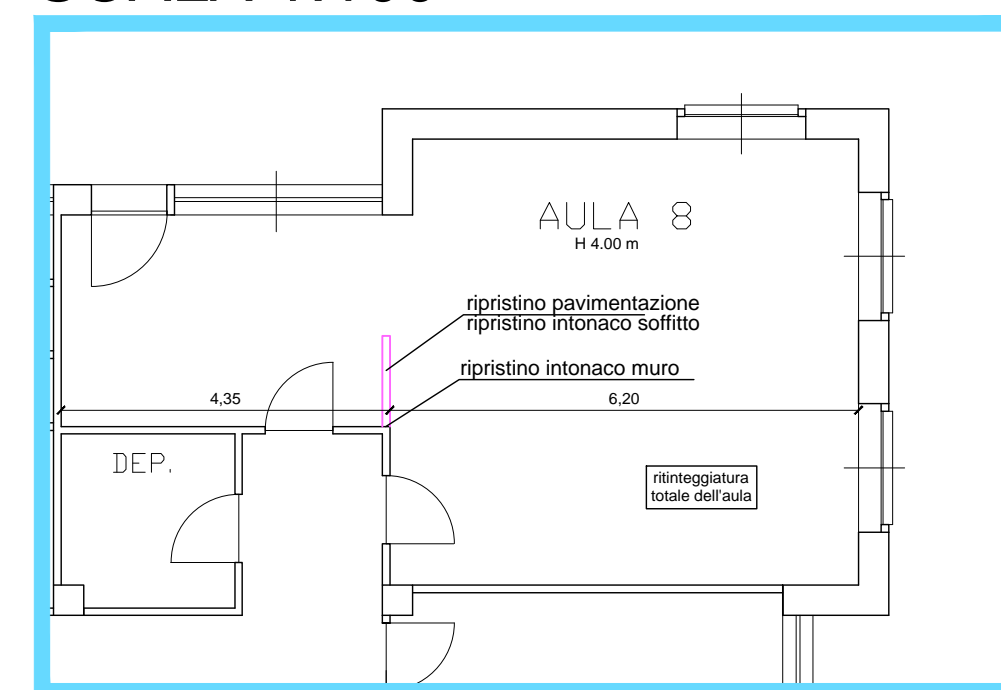 AULA 8
H 4.00 m
ripristino pavimentazione
ripristino intonaco soffitto
ripristino intonaco muro
4,35
6,20
DEP.
ritinteggiatura
totale dell'aula